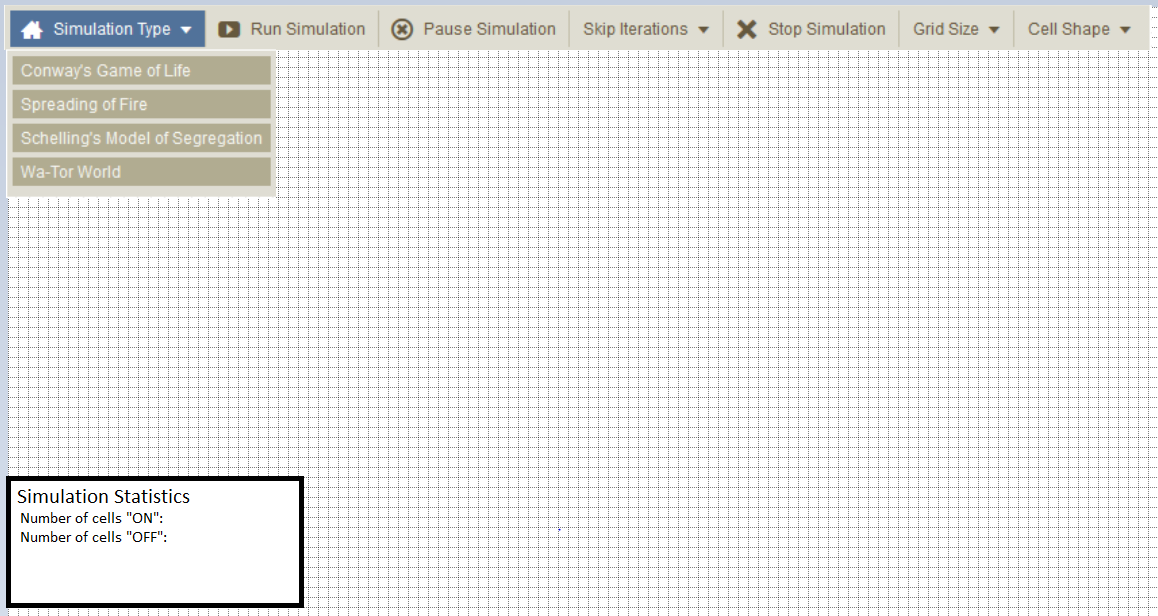 Simulation Type Run Simulation Pause Simulation Skip Iterations Stop Simulation Grid Size Cell Shape
Conway's Game of Life
Spreading of Fire
Schelling's Model of Segregation
Wa-Tor World
Simulation Statistics
Number of cells "ON":
Number of cells "OFF":